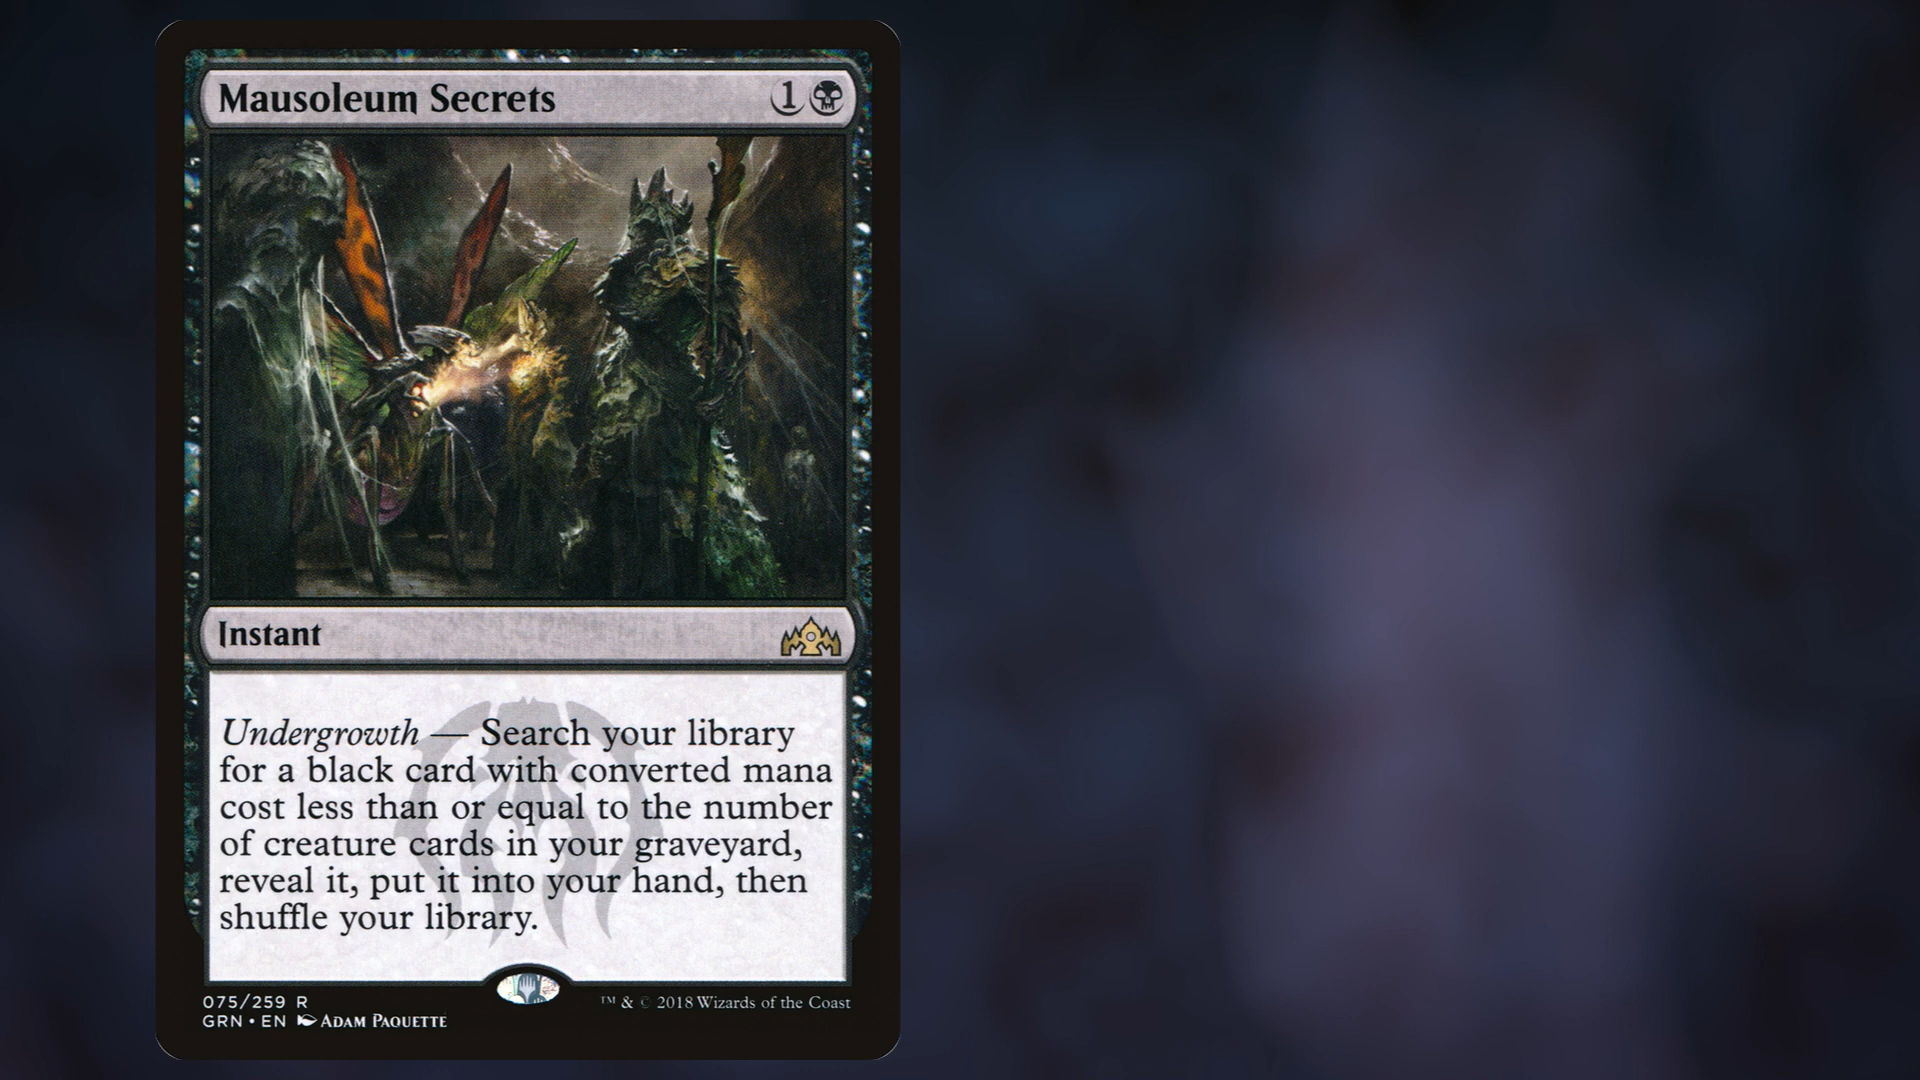 Mausoleum Secrets 1
Instant
Undergrowth — Search your library
for a black card with converted mana
cost less than or equal to the number
of creature cards in your graveyard,
reveal it, put it into your hand, then
shuffle your library.
075/259 R
™ & © 2018 Wizards of the Coast
GRN • EN ADAM PAQUETTE